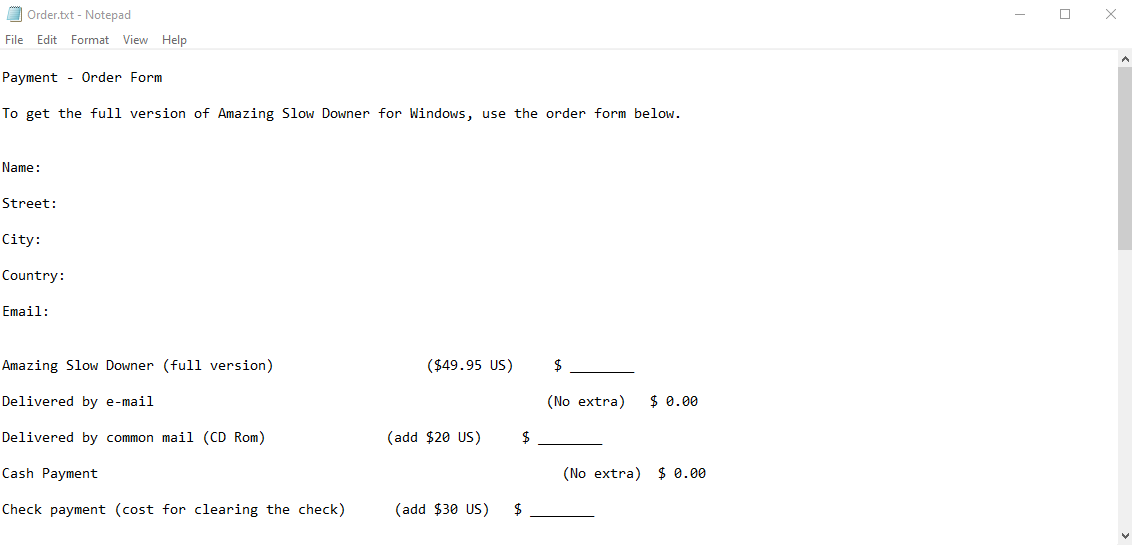 Order.txt - Notepad
File Edit Format View Help
Payment - Order Form
To get the full version of Amazing Slow Downer for Windows, use the order form below.
Name:
Street:
City:
Country:
Email:
Amazing Slow Downer (full version) ($49.95 US) $ ________
Delivered by e-mail (No extra) $ 0.00
Delivered by common mail (CD Rom) (add $20 US) $ ________
Cash Payment (No extra) $ 0.00
Check payment (cost for clearing the check) (add $30 US) $ ________